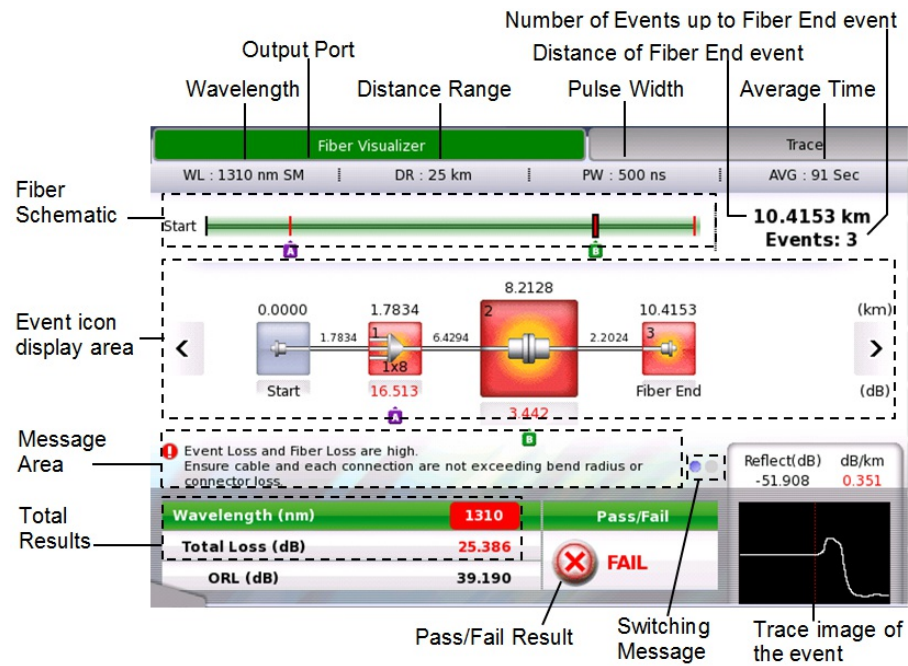 Number of Events up to Fiber End event
Output Port
Distance of Fiber End event
Wavelength
Distance Range
Pulse Width
Average Time
Fiber Visualizer
Trace
WL : 1310 nm SM
DR : 25 km
PW : 500 ns
AVG : 91 Sec
Fiber
Schematic
Start
10.4153 km
Events: 3
A
B
Event icon
display area
0.0000
1.7834
8.2128
10.4153
(km)
<
1.7834
1
1x8
6.4294
2
2.2024
3
>
Start
16.513
3.442
Fiber End
(dB)
A
B
Message
Area
! Event Loss and Fiber Loss are high.
Ensure cable and each connection are not exceeding bend radius or
connector loss.
Reflect(dB)
dB/km
-51.908
0.351
Total
Results
Wavelength (nm)
1310
Pass/Fail
Total Loss (dB)
25.386
FAIL
ORL (dB)
39.190
Pass/Fail Result
Switching
Message
Trace image of
the event